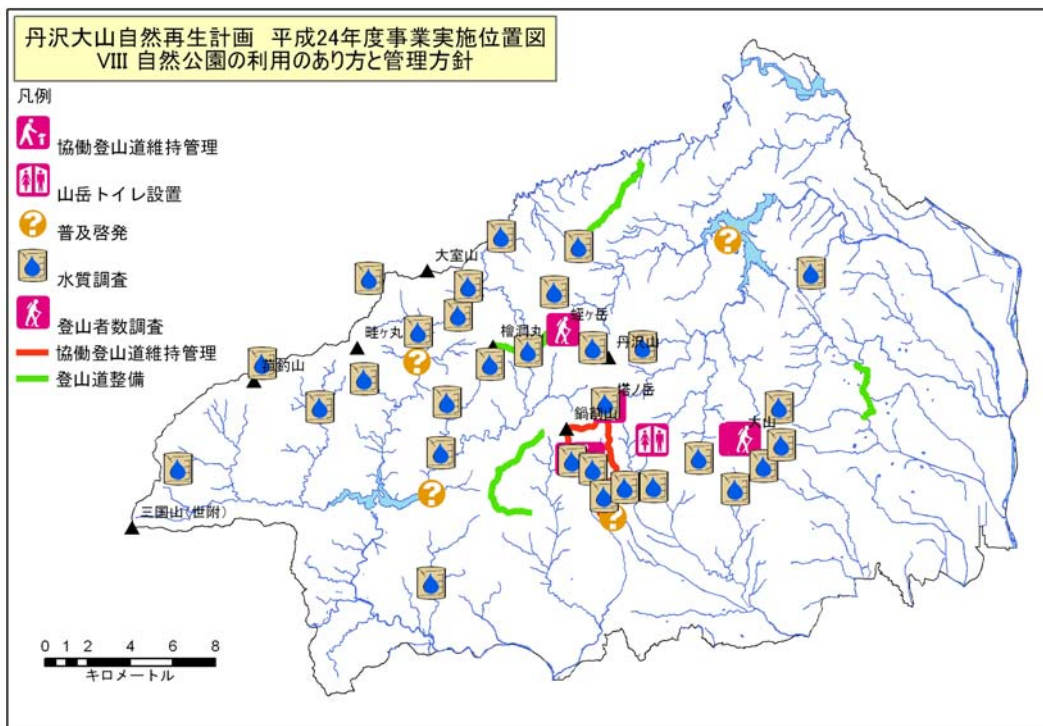 丹沢大山自然再生計画 平成24年度事業実施位置図
VIII 自然公園の利用のあり方と管理方針
凡例
協働登山道維持管理
山岳トイレ設置
普及啓発
水質調査
登山者数調査
協働登山道維持管理
登山道整備
大室山
畦ヶ丸
檜洞丸
蛭ヶ岳
丹沢山
菰釣山
塔ノ岳
鍋割山
大山
三国山(世附)
0 1 2 4 6 8
キロメートル